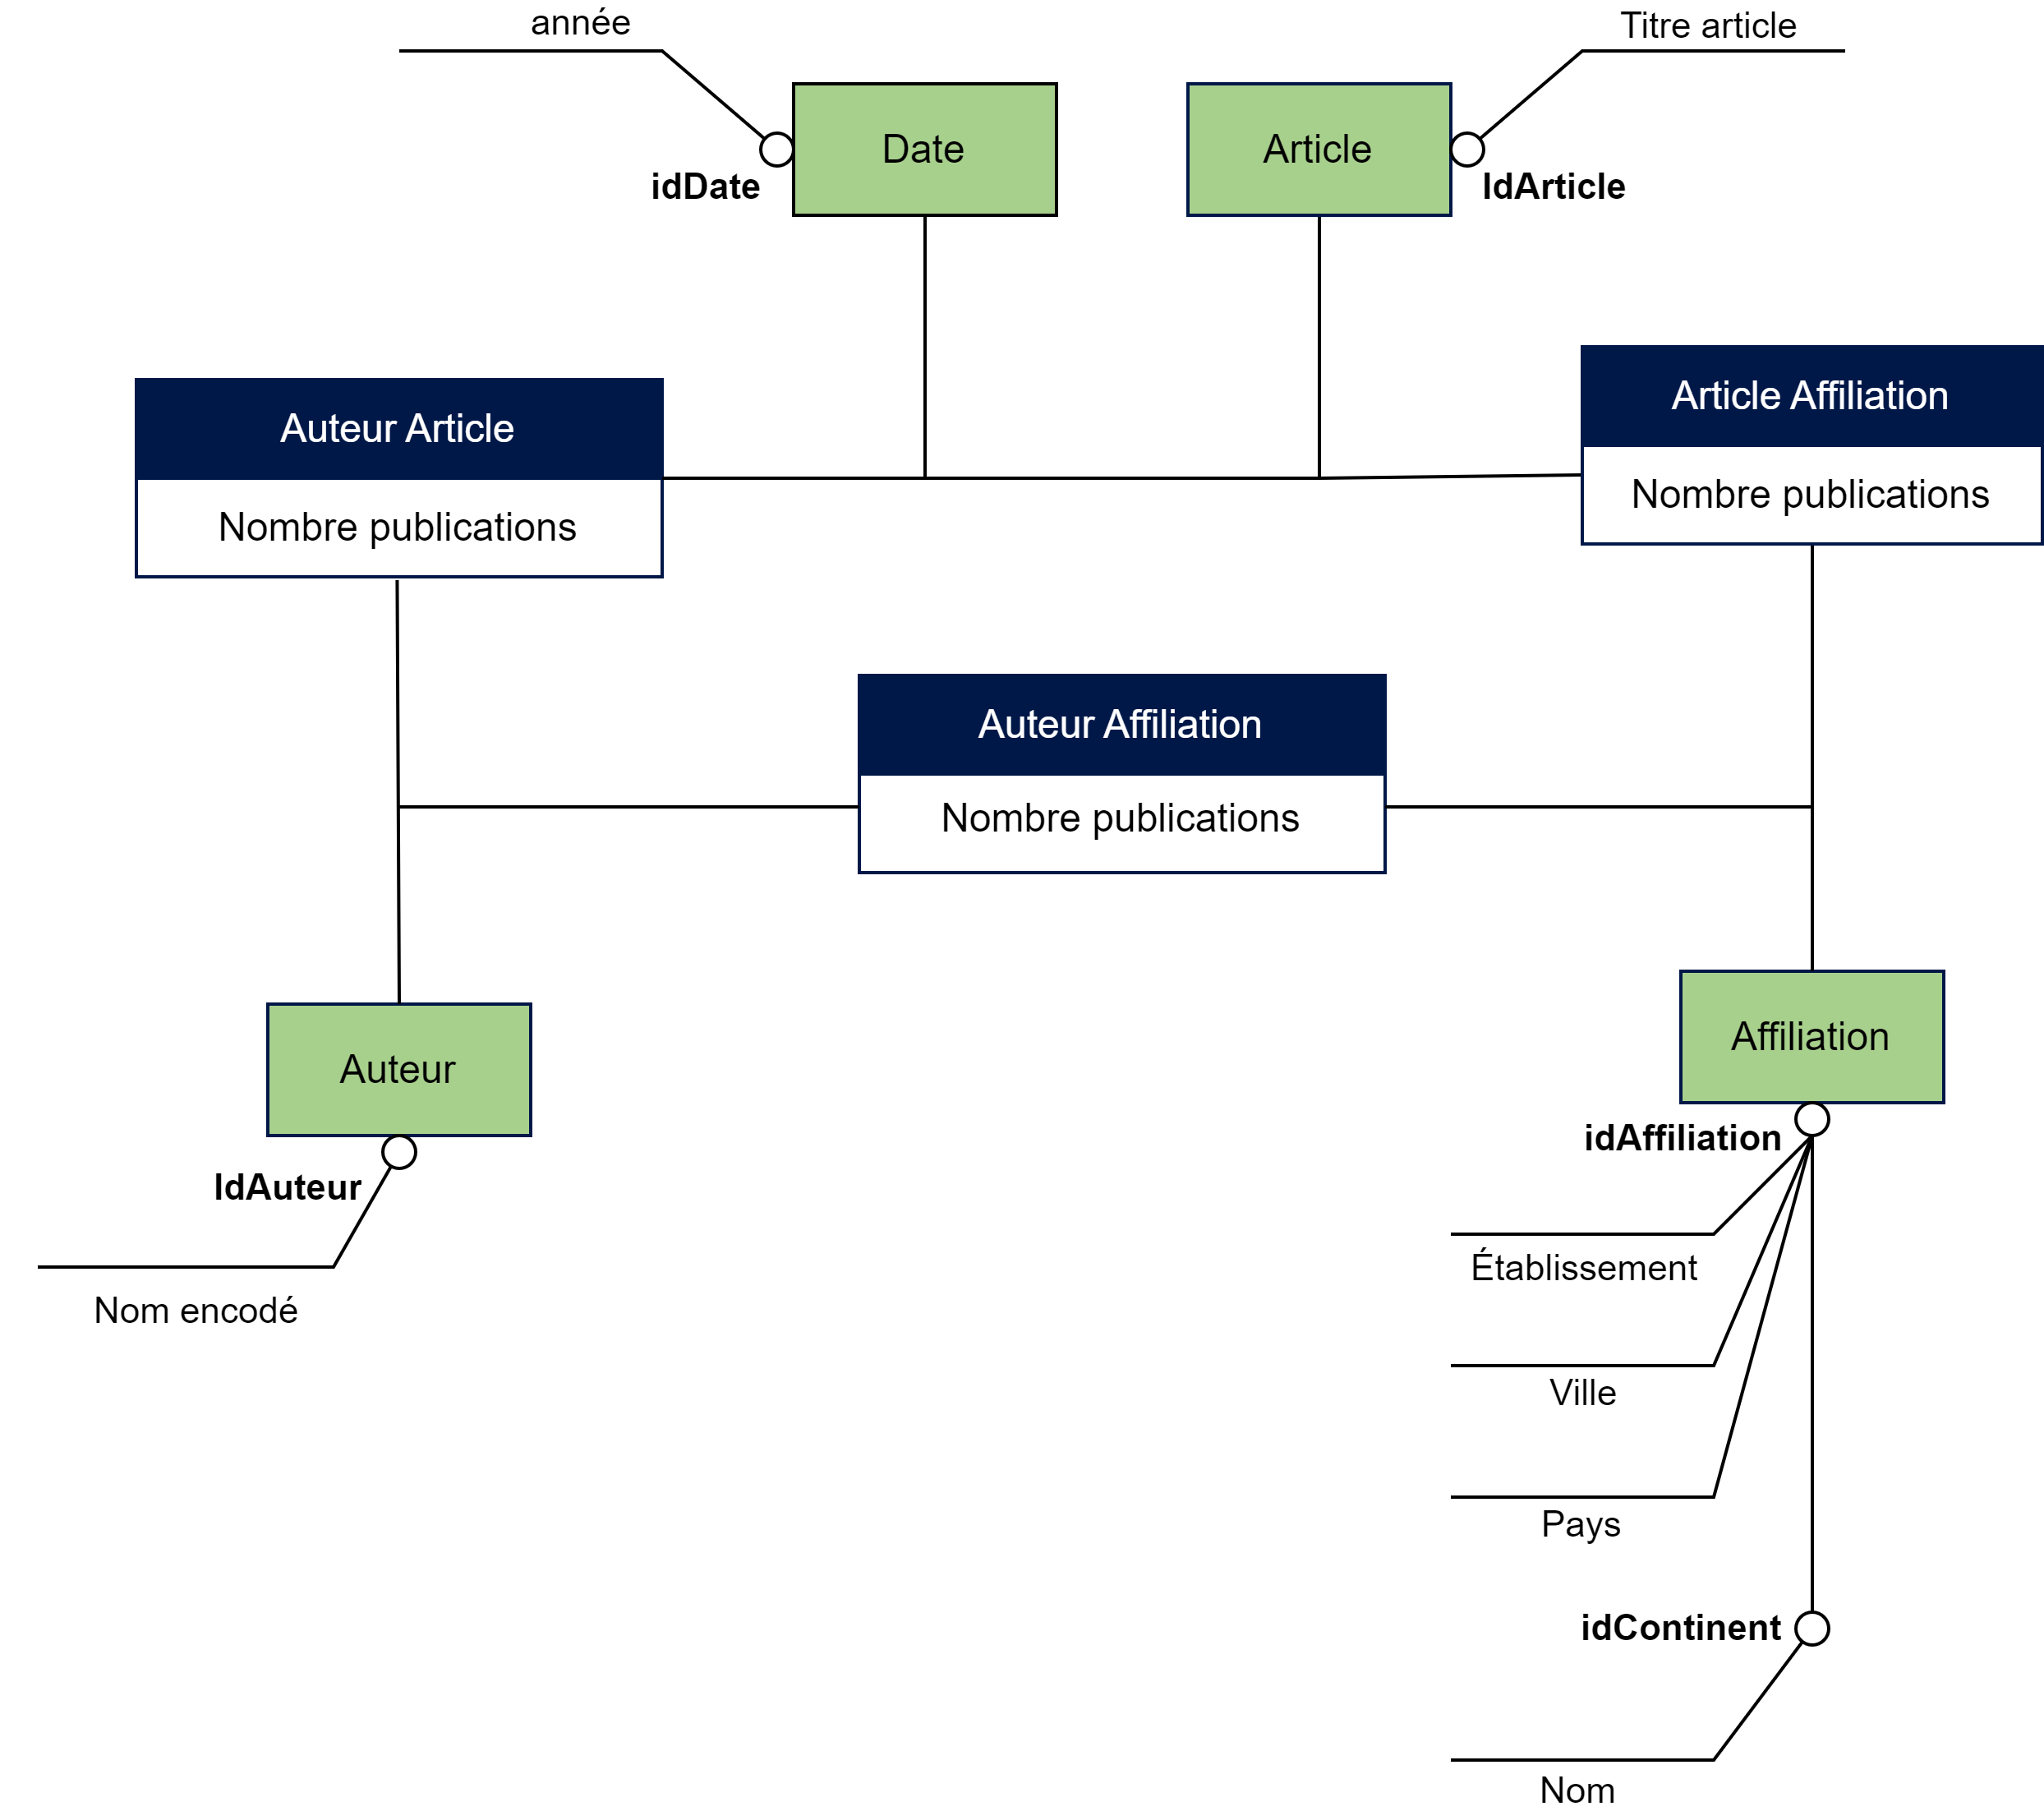 année
Titre article
Date
Article
idDate
IdArticle
Auteur Article
Nombre publications
Article Affiliation
Nombre publications
Auteur Affiliation
Nombre publications
Auteur
IdAuteur
Nom encodé
Affiliation
idAffiliation
Établissement
Ville
Pays
idContinent
Nom